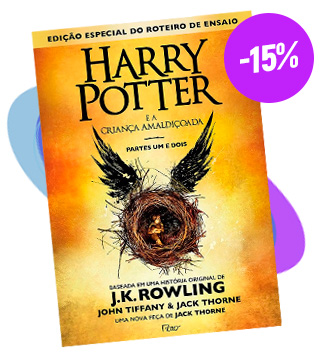 EDIÇÃO ESPECIAL DO ROTEIRO DE ENSAIO
-15%
HARRY
POTTER
E A
CRIANÇA AMALDIÇOADA
PARTES UM E DOIS
BASEADA EM UMA HISTÓRIA ORIGINAL DE
J.K. ROWLING
JOHN TIFFANY & JACK THORNE
UMA NOVA PEÇA DE JACK THORNE